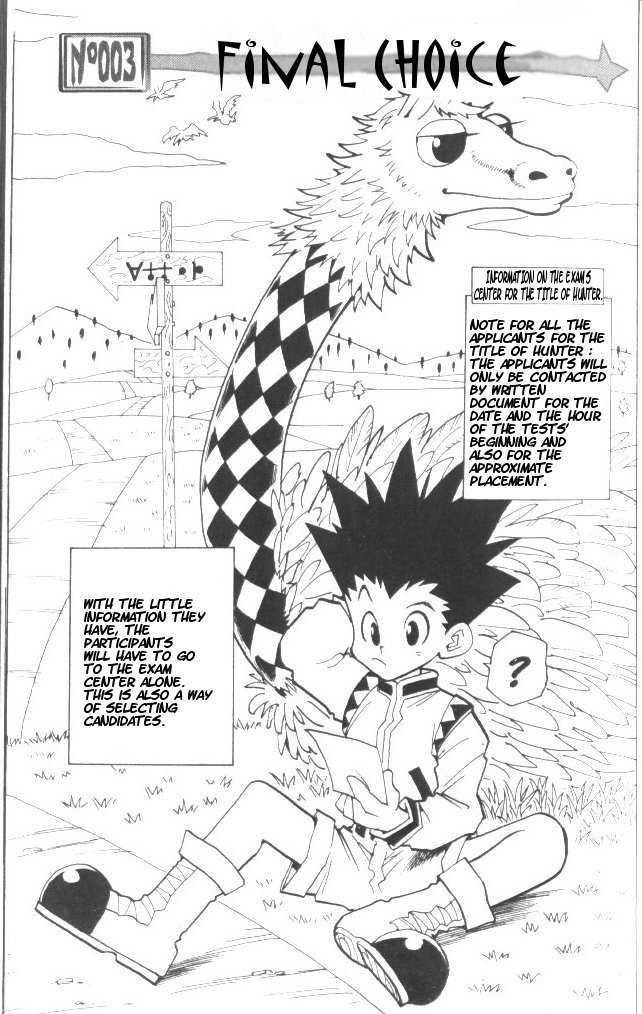 Nº003
FINAL CHOICE
INFORMATION ON THE EXAMS
CENTER FOR THE TITLE OF HUNTER.
NOTE FOR ALL THE
APPLICANTS FOR THE
TITLE OF HUNTER :
THE APPLICANTS WILL
ONLY BE CONTACTED
BY WRITTEN
DOCUMENT FOR THE
DATE AND THE HOUR
OF THE TESTS'
BEGINNING AND
ALSO FOR THE
APPROXIMATE
PLACEMENT.
WITH THE LITTLE
INFORMATION THEY
HAVE, THE
PARTICIPANTS
WILL HAVE TO GO
TO THE EXAM
CENTER ALONE.
THIS IS ALSO A WAY
OF SELECTING
CANDIDATES.
?